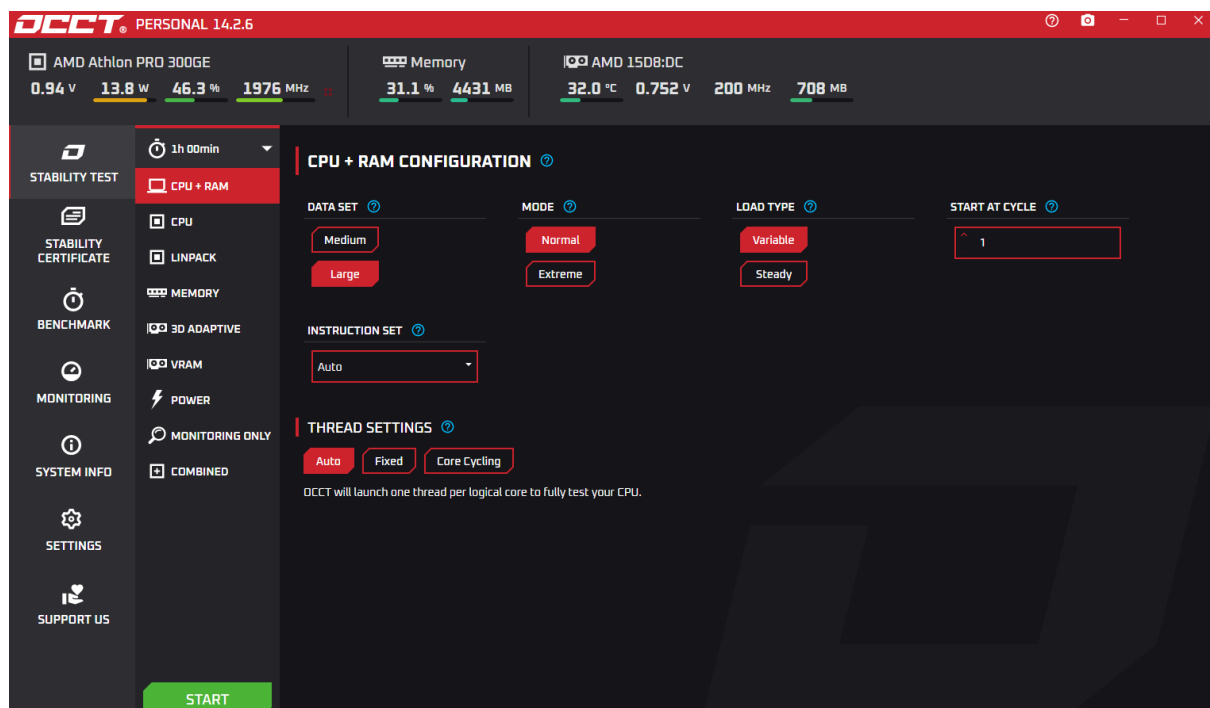 OCCT® PERSONAL 14.2.6
AMD Athlon PRO 300GE
0.94 V 13.8 W 46.3 % 1976 MHz
Memory
31.1 % 4431 MB
AMD 15D8:DC
32.0 °C 0.752 V 200 MHz 708 MB
STABILITY TEST
STABILITY
CERTIFICATE
BENCHMARK
MONITORING
SYSTEM INFO
SETTINGS
SUPPORT US
1h 00min
CPU + RAM
CPU
LINPACK
MEMORY
3D ADAPTIVE
VRAM
POWER
MONITORING ONLY
COMBINED
START
CPU + RAM CONFIGURATION
DATA SET
Medium
Large
MODE
Normal
Extreme
LOAD TYPE
Variable
Steady
START AT CYCLE
1
INSTRUCTION SET
Auto
THREAD SETTINGS
Auto Fixed Core Cycling
OCCT will launch one thread per logical core to fully test your CPU.